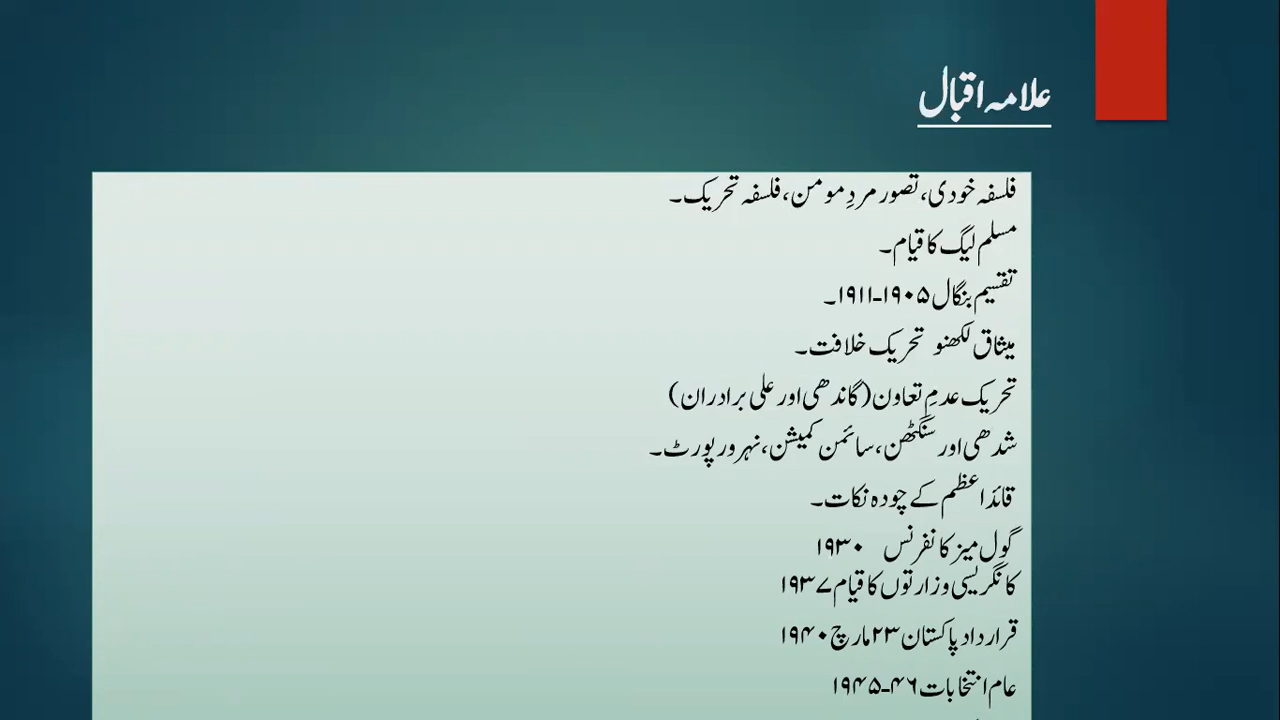 علامہ اقبال
فلسفہ خودی، تصور مردِ مومن، فلسفہ تحریک۔
مسلم لیگ کا قیام۔
تقسیم بنگال ۱۹۰۵-۱۹۱۱۔
میثاق لکھنو تحریک خلافت۔
تحریک عدمِ تعاون (گاندھی اور علی برادران)
شدھی اور سنگٹھن، سائمن کمیشن، نہرو رپورٹ۔
قائداعظم کے چودہ نکات۔
گول میز کانفرنس ۱۹۳۰
کانگریسی وزارتوں کا قیام ۱۹۳۷
قرارداد پاکستان ۲۳ مارچ ۱۹۴۰
عام انتخابات ۴۶-۱۹۴۵